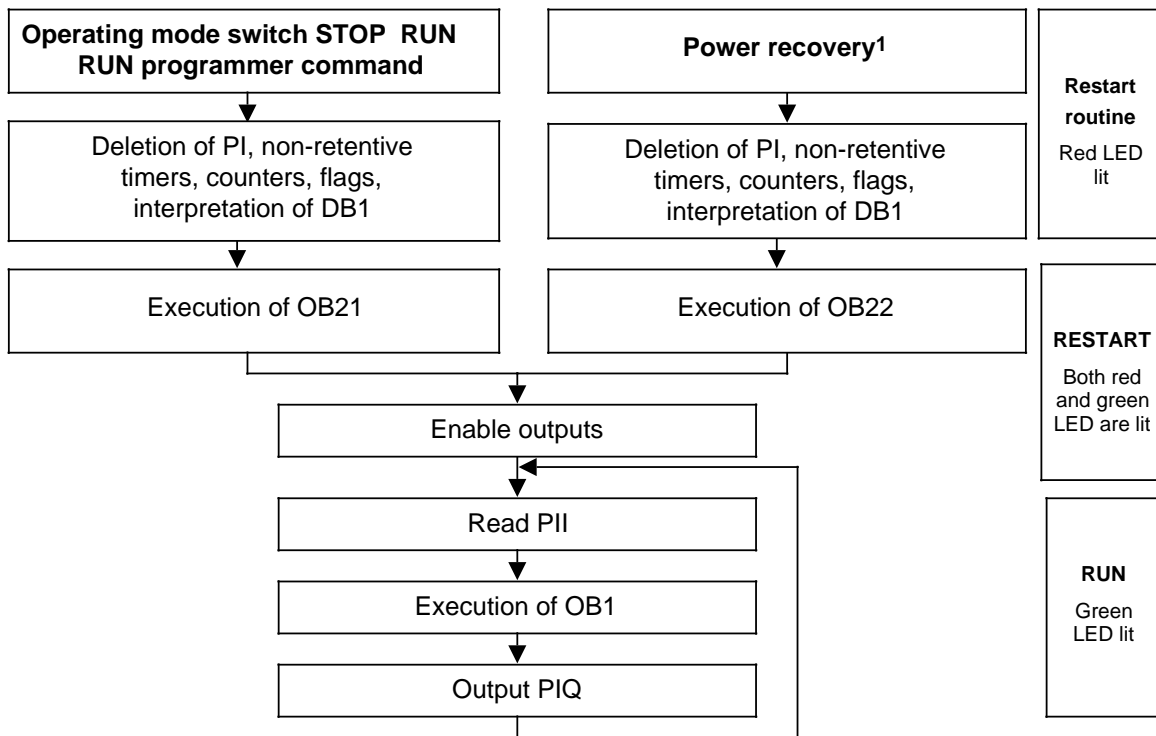 Operating mode switch STOP RUN
RUN programmer command
Power recovery1
Restart
routine
Red LED
lit
Deletion of PI, non-retentive
timers, counters, flags,
interpretation of DB1
Deletion of PI, non-retentive
timers, counters, flags,
interpretation of DB1
Execution of OB21
Execution of OB22
RESTART
Both red
and green
LED are lit
Enable outputs
Read PII
Execution of OB1
Output PIQ
RUN
Green
LED lit